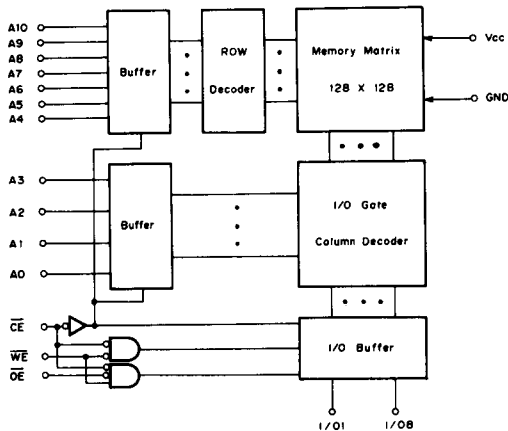 A10
A9
A8
A7
A6
A5
A4
Buffer
ROW
Decoder
Memory Matrix
128 X 128
Vcc
GND
A3
A2
A1
A0
Buffer
I/O Gate
Column Decoder
CE
WE
OE
I/O Buffer
I/O1
I/O8